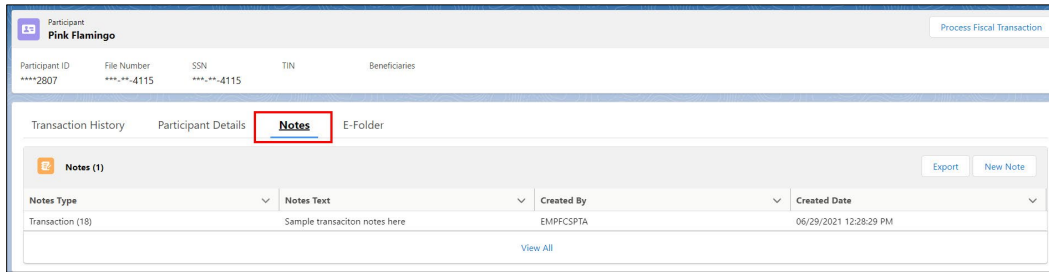 Participant
Pink Flamingo
Process Fiscal Transaction
Participant ID File Number SSN TIN Beneficiaries
****2807 ***-**-4115 ***-**-4115
Transaction History Participant Details Notes E-Folder
Notes (1)
Export New Note
Notes Type Notes Text Created By Created Date
Transaction (18) Sample transaciton notes here EMPFCSPTA 06/29/2021 12:28:29 PM
View All